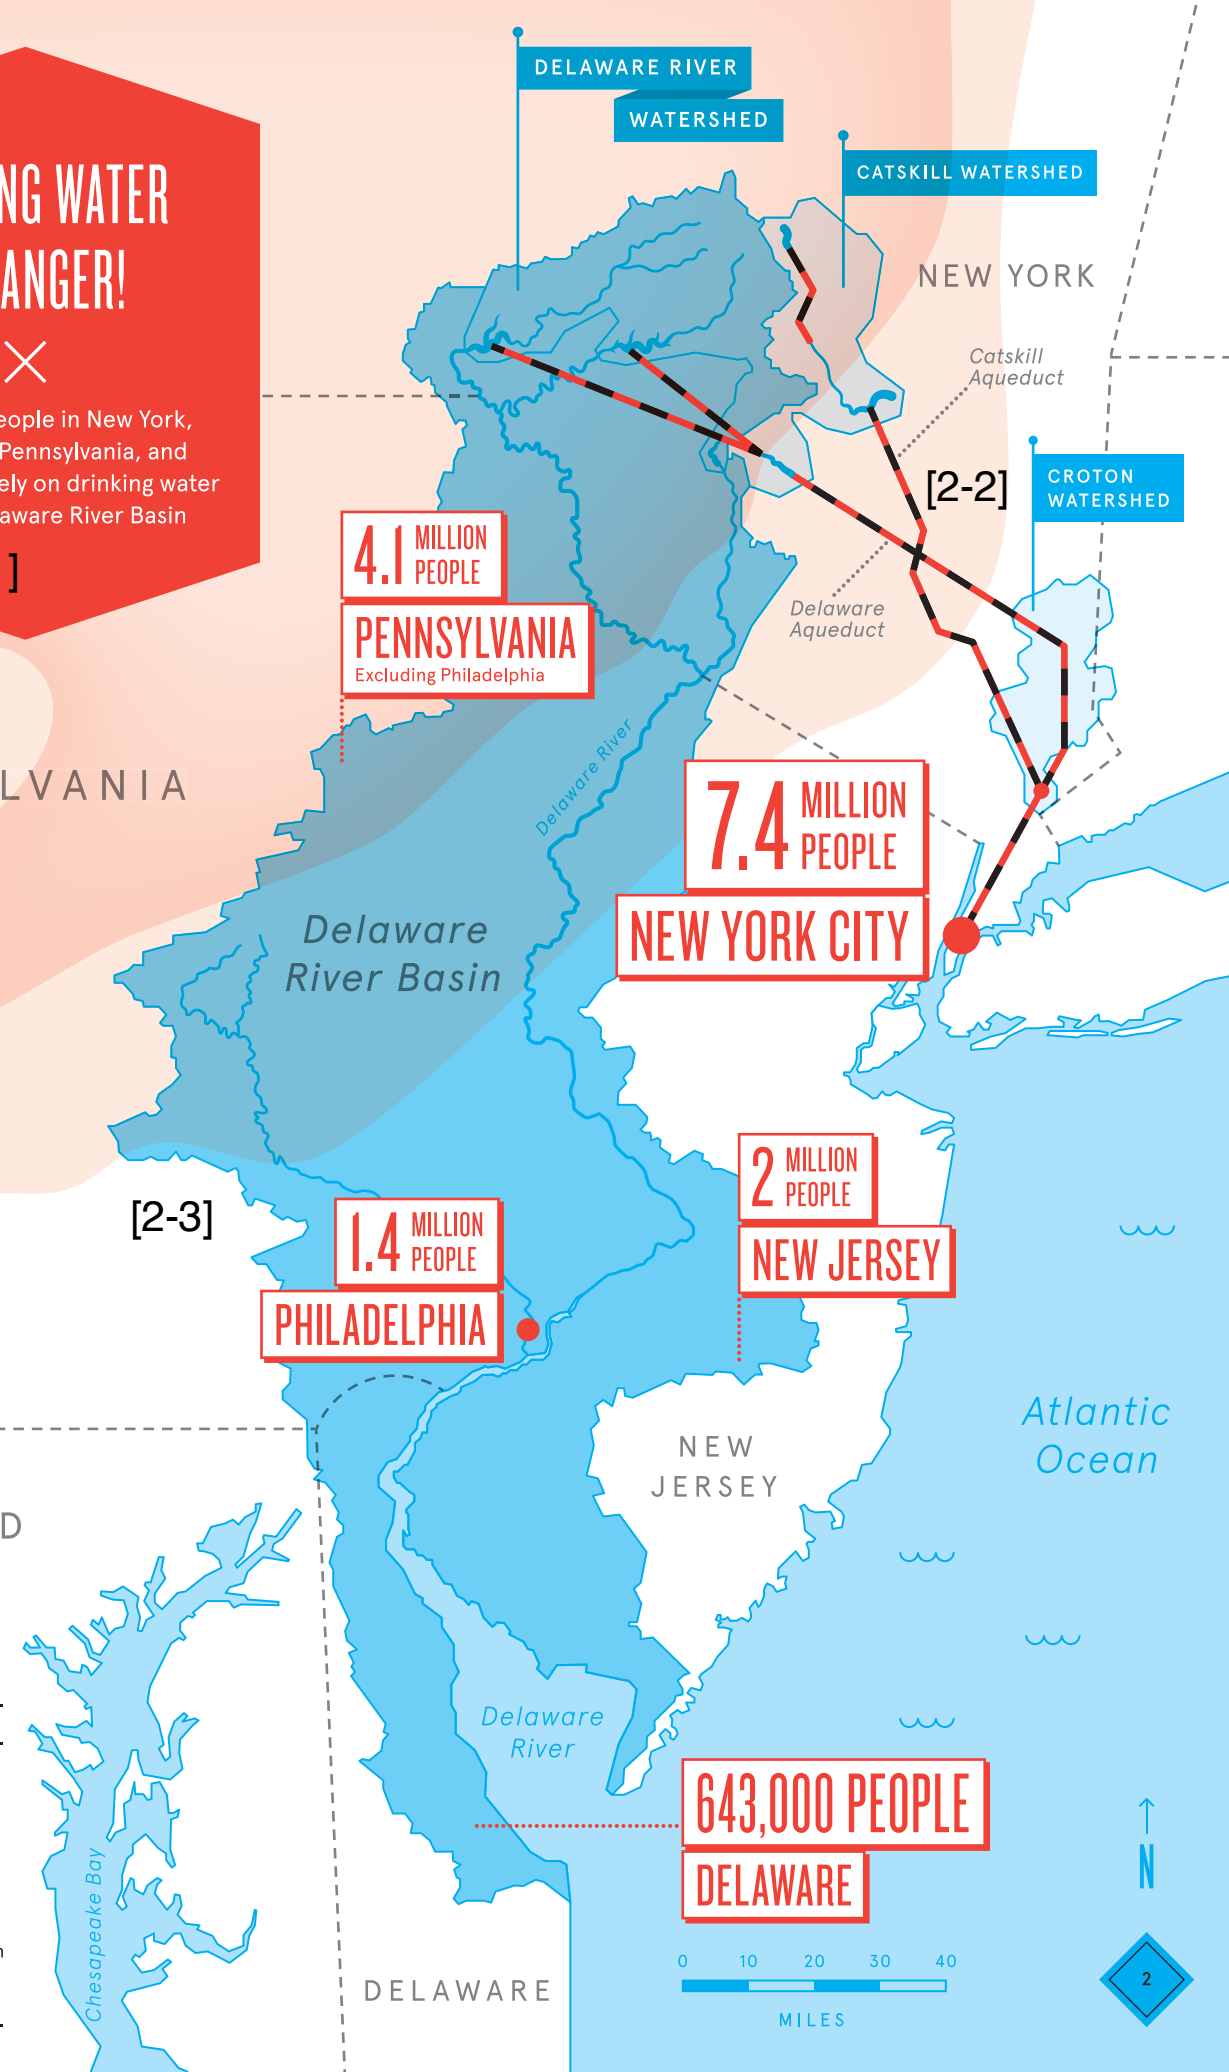 DELAWARE RIVER
WATERSHED
CATSKILL WATERSHED
NG WATER
ANGER!
NEW YORK
Catskill
Aqueduct
eople in New York,
Pennsylvania, and
ely on drinking water
aware River Basin
]
[2-2]
CROTON
WATERSHED
4.1 MILLION
PEOPLE
PENNSYLVANIA
Excluding Philadelphia
Delaware
Aqueduct
Delaware River
LVANIA
7.4 MILLION
PEOPLE
NEW YORK CITY
Delaware
River Basin
2 MILLION
PEOPLE
NEW JERSEY
[2-3]
1.4 MILLION
PEOPLE
PHILADELPHIA
Atlantic
Ocean
NEW
JERSEY
D
Delaware
River
643,000 PEOPLE
DELAWARE
N
Chesapeake Bay
n
DELAWARE
0 10 20 30 40
MILES
2